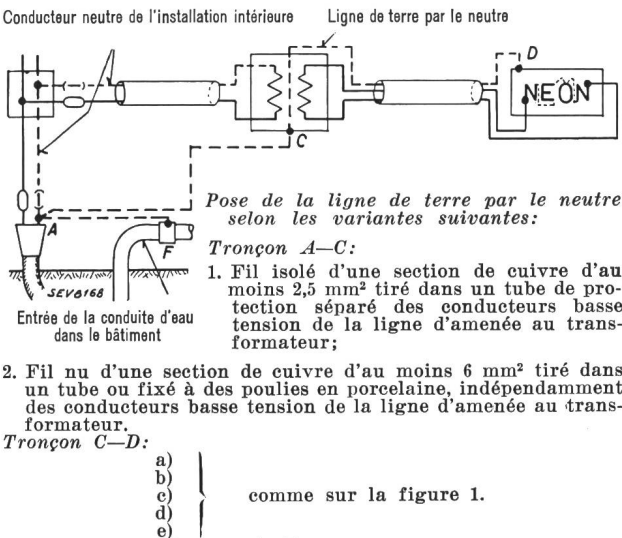 Conducteur neutre de l'installation intérieure
Ligne de terre par le neutre
D
NEON
C
A
F
SEV8168
Entrée de la conduite d'eau
dans le bâtiment
Pose de la ligne de terre par le neutre
selon les variantes suivantes:
Tronçon A—C:
1. Fil isolé d'une section de cuivre d'au
moins 2,5 mm² tiré dans un tube de pro-
tection séparé des conducteurs basse
tension de la ligne d'amenée au trans-
formateur;
2. Fil nu d'une section de cuivre d'au moins 6 mm² tiré dans
un tube ou fixé à des poulies en porcelaine, indépendamment
des conducteurs basse tension de la ligne d'amenée au trans-
formateur.
Tronçon C—D:
a)
b)
c)
d)
e)
comme sur la figure 1.